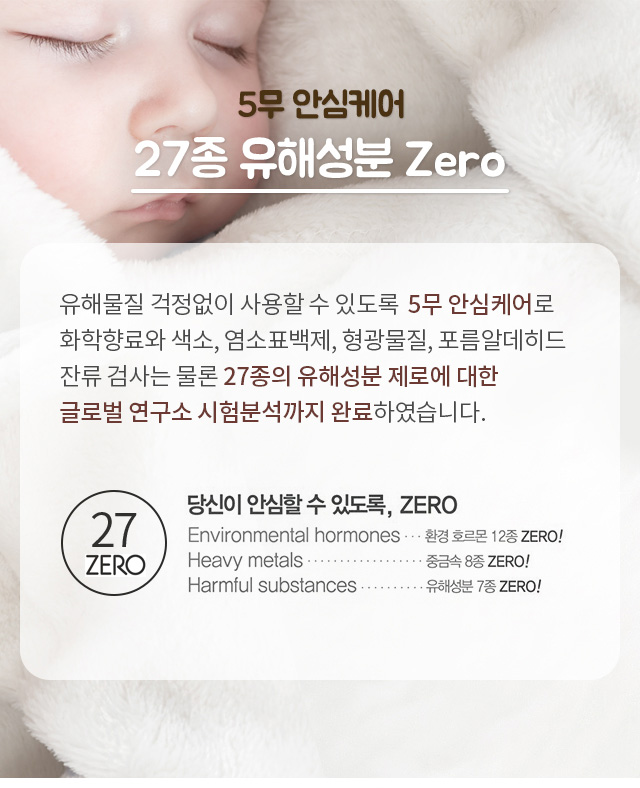 5무 안심케어
27종 유해성분 Zero
유해물질 걱정없이 사용할 수 있도록 5무 안심케어로
화학향료와 색소, 염소표백제, 형광물질, 포름알데히드
잔류 검사는 물론 27종의 유해성분 제로에 대한
글로벌 연구소 시험분석까지 완료하였습니다.
27
ZERO
당신이 안심할 수 있도록, ZERO
Environmental hormones ··· 환경 호르몬 12종 ZERO!
Heavy metals ·················· 중금속 8종 ZERO!
Harmful substances ·········· 유해성분 7종 ZERO!